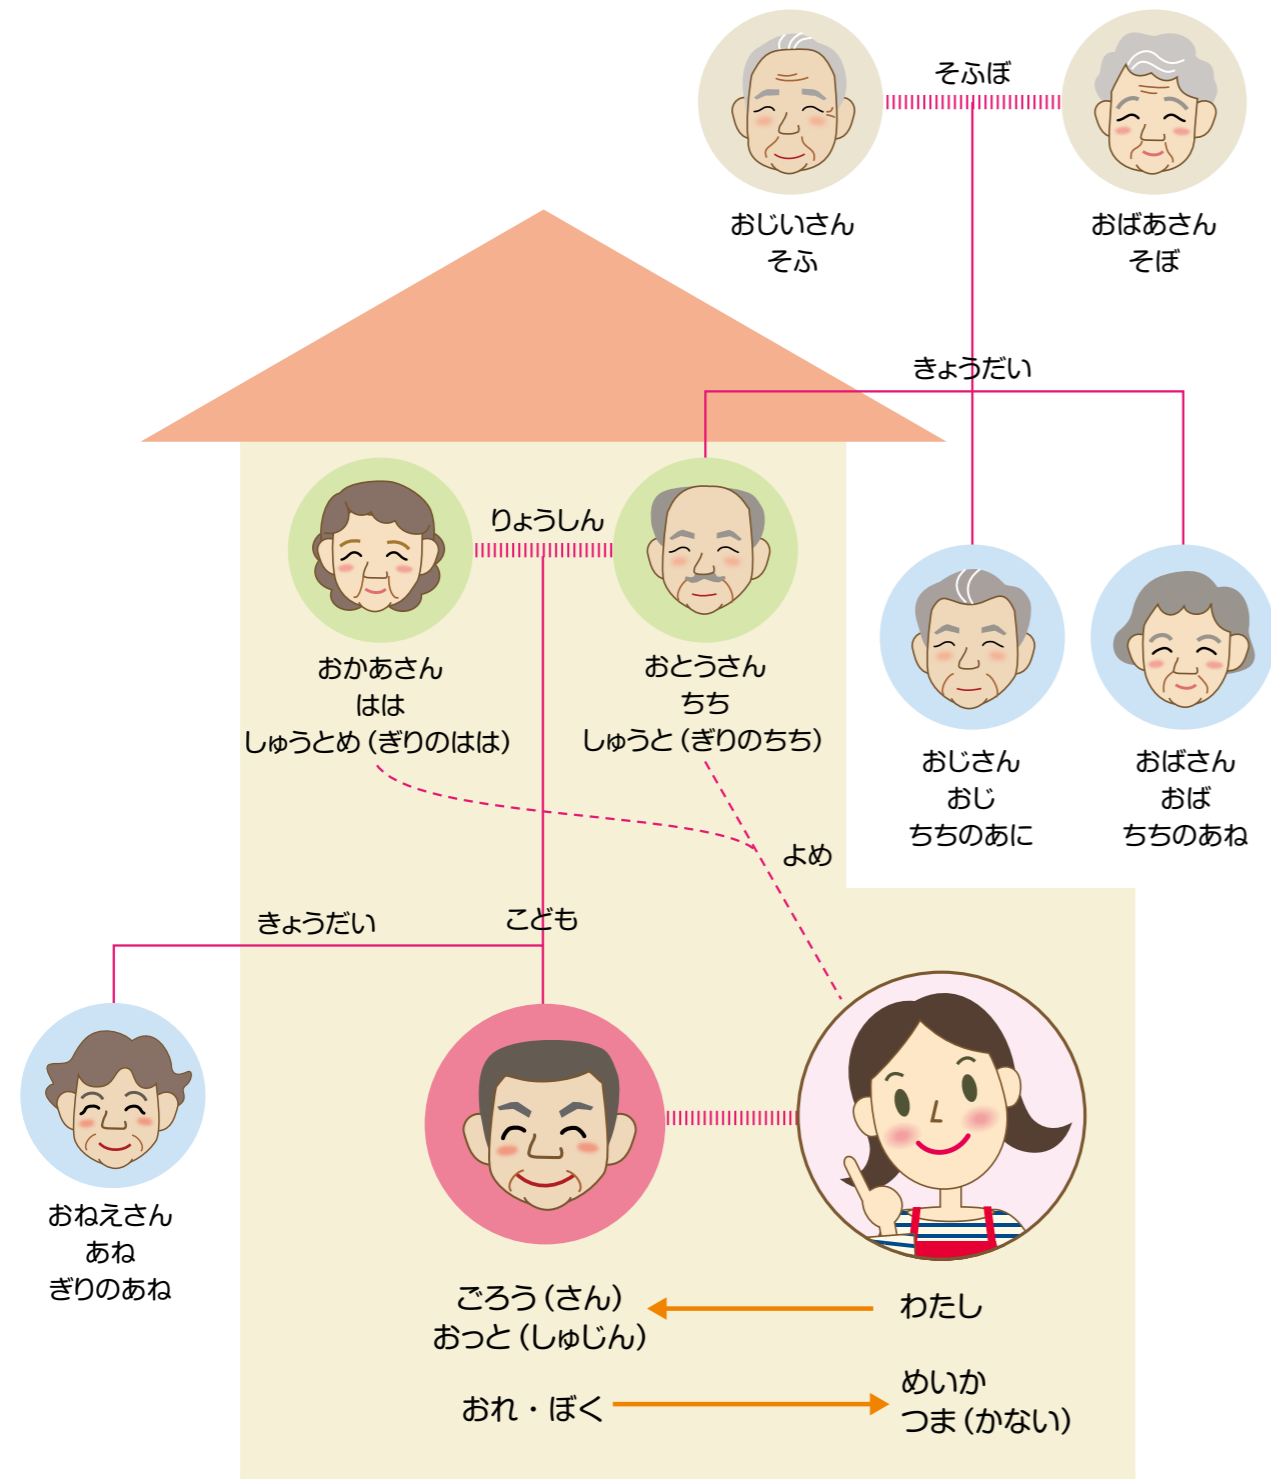 そふぼ
おじいさん
そふ
おばあさん
そぼ
きょうだい
りょうしん
おかあさん
はは
しゅうとめ（ぎりのはは）
おとうさん
ちち
しゅうと（ぎりのちち）
おじさん
おじ
ちちのあに
おばさん
おば
ちちのあね
よめ
きょうだい
こども
おねえさん
あね
ぎりのあね
ごろう（さん）
おっと（しゅじん）
わたし
おれ・ぼく
めいか
つま（かない）